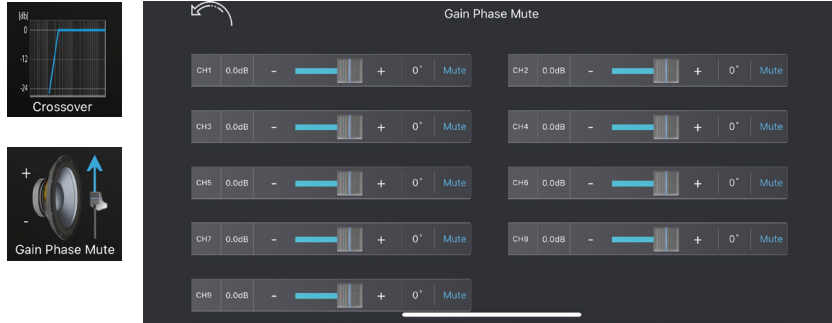 [db]
0
-12
-24
Crossover
+
-
Gain Phase Mute
Gain Phase Mute
CH1 0.0dB - + 0° Mute
CH2 0.0dB - + 0° Mute
CH3 0.0dB - + 0° Mute
CH4 0.0dB - + 0° Mute
CH5 0.0dB - + 0° Mute
CH6 0.0dB - + 0° Mute
CH7 0.0dB - + 0° Mute
CH8 0.0dB - + 0° Mute
CH9 0.0dB - + 0° Mute